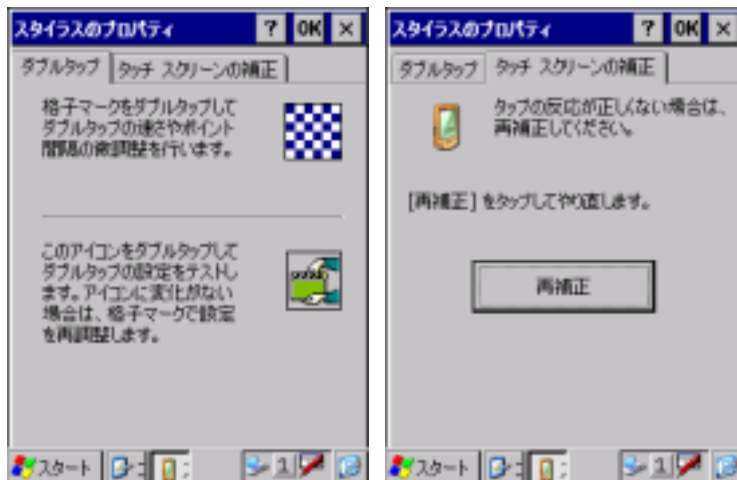 スタイラスのプロパティ ? OK ×
ダブルタップ タッチ スクリーンの補正
格子マークをダブルタップして
ダブルタップの速さやポイント
間隔の微調整を行います。
このアイコンをダブルタップして
ダブルタップの設定をテストし
ます。アイコンに変化がない
場合は、格子マークで設定
を再調整します。
スタート 1
スタイラスのプロパティ ? OK ×
ダブルタップ タッチ スクリーンの補正
タップの反応が正しくない場合は、
再補正してください。
[再補正] をタップしてやり直します。
再補正
スタート 1